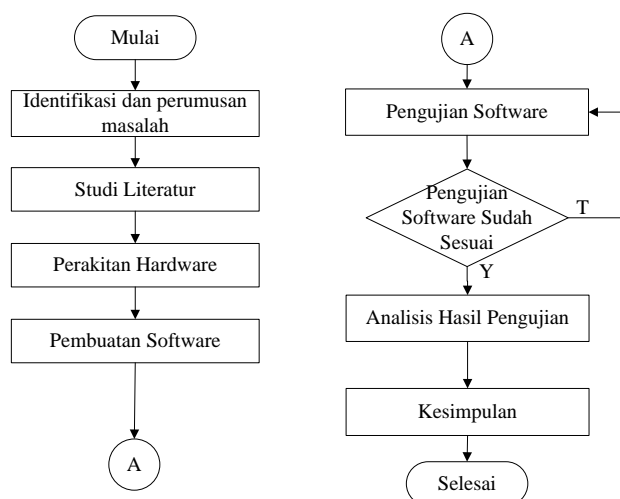 Mulai
Identifikasi dan perumusan
masalah
Studi Literatur
Perakitan Hardware
Pembuatan Software
A
A
Pengujian Software
Pengujian
Software Sudah
Sesuai
T
Y
Analisis Hasil Pengujian
Kesimpulan
Selesai